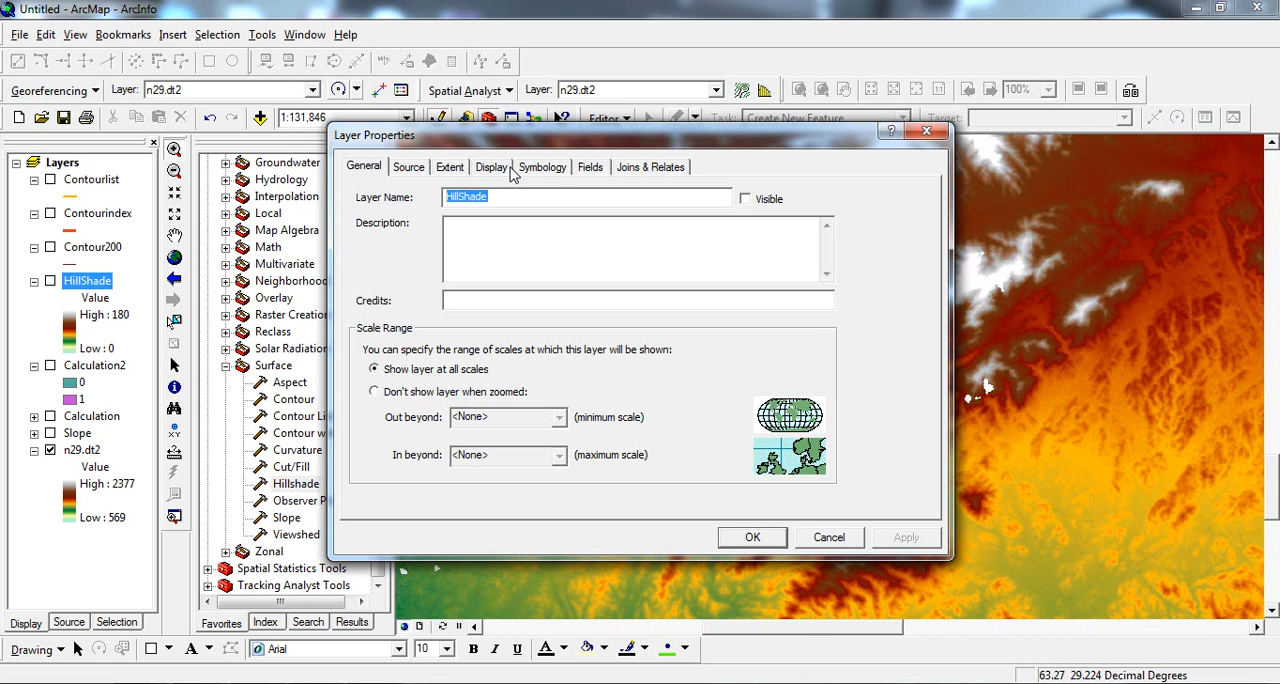 Untitled - ArcMap - ArcInfo
File Edit View Bookmarks Insert Selection Tools Window Help
Georeferencing Layer: n29.dt2 Spatial Analyst Layer: n29.dt2 100%
1:131,846 Editor Task: Create New Feature Target:
Layers
Contourlist
Contourindex
Contour200
HillShade
Value
High : 180
Low : 0
Calculation2
0
1
Calculation
Slope
n29.dt2
Value
High : 2377
Low : 569
Display Source Selection
Groundwater
Hydrology
Interpolation
Local
Map Algebra
Math
Multivariate
Neighborhood
Overlay
Raster Creation
Reclass
Solar Radiation
Surface
Aspect
Contour
Contour Li
Contour w
Curvature
Cut/Fill
Hillshade
Observer P
Slope
Viewshed
Zonal
Spatial Statistics Tools
Tracking Analyst Tools
Favorites Index Search Results
Layer Properties
General Source Extent Display Symbology Fields Joins & Relates
Layer Name: HillShade Visible
Description:
Credits:
Scale Range
You can specify the range of scales at which this layer will be shown:
Show layer at all scales
Don't show layer when zoomed:
Out beyond: <None> (minimum scale)
In beyond: <None> (maximum scale)
OK Cancel Apply
Drawing A Arial 10 B I U A
63.27 29.224 Decimal Degrees